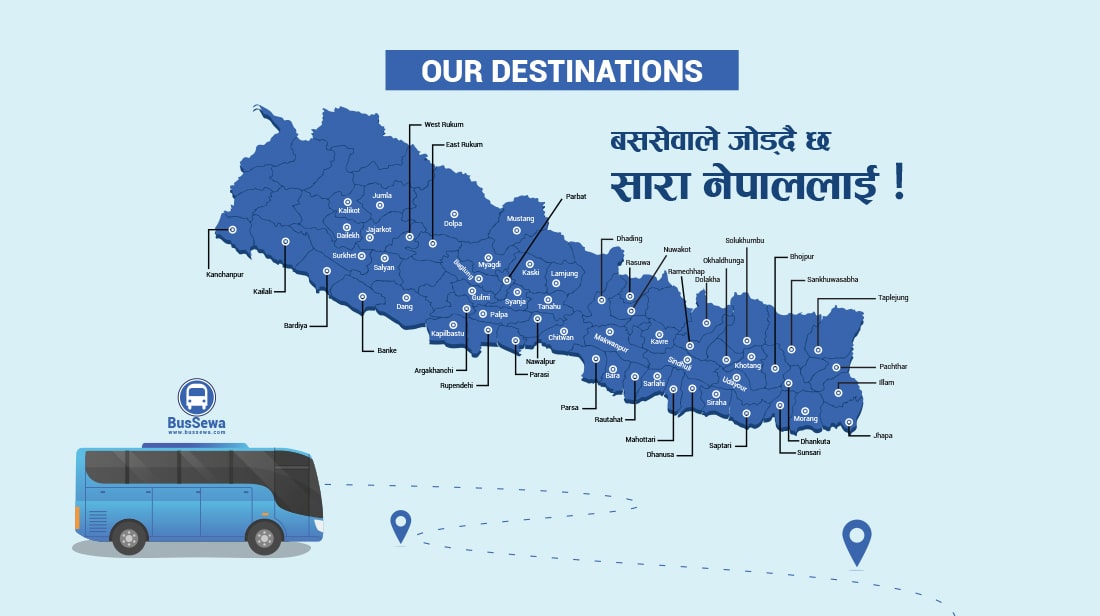 OUR DESTINATIONS
बससेवाले जोड्दै छ
सारा नेपाललाई !
West Rukum
East Rukum
Parbat
Jumla
Kalikot
Dolpa
Mustang
Dailekh
Jajarkot
Surkhet
Salyan
Kanchanpur
Kailali
Bardiya
Banke
Dang
Baglung
Myagdi
Kaski
Lamjung
Gulmi
Syanja
Tanahu
Palpa
Kapilbastu
Chitwan
Argakhanchi
Rupendehi
Nawalpur
Parasi
Dhading
Rasuwa
Nuwakot
Ramechhap
Dolakha
Okhaldhunga
Solukhumbu
Bhojpur
Sankhuwasabha
Taplejung
Makwanpur
Kavre
Sindhuli
Khotang
Udaypur
Pachthar
Illam
Bara
Sarlahi
Siraha
Morang
Parsa
Rautahat
Mahottari
Dhanusa
Saptari
Dhankuta
Sunsari
Jhapa
BusSewa
www.bussewa.com